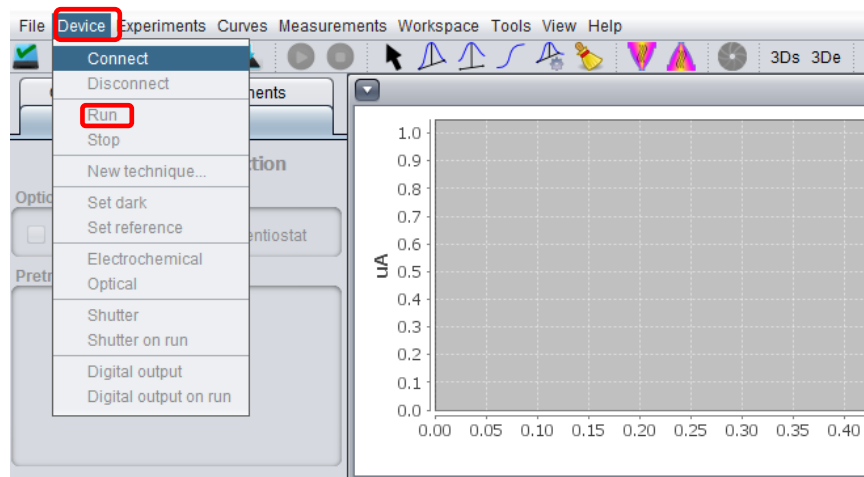 File Device Experiments Curves Measurements Workspace Tools View Help
3Ds 3De
Connect
Disconnect
ments
Run
Stop
New technique...
tion
Set dark
Optic
Set reference
entiostat
Electrochemical
Pretr
Optical
Shutter
Shutter on run
Digital output
Digital output on run
uA
1.0
0.9
0.8
0.7
0.6
0.5
0.4
0.3
0.2
0.1
0.0
0.00 0.05 0.10 0.15 0.20 0.25 0.30 0.35 0.40